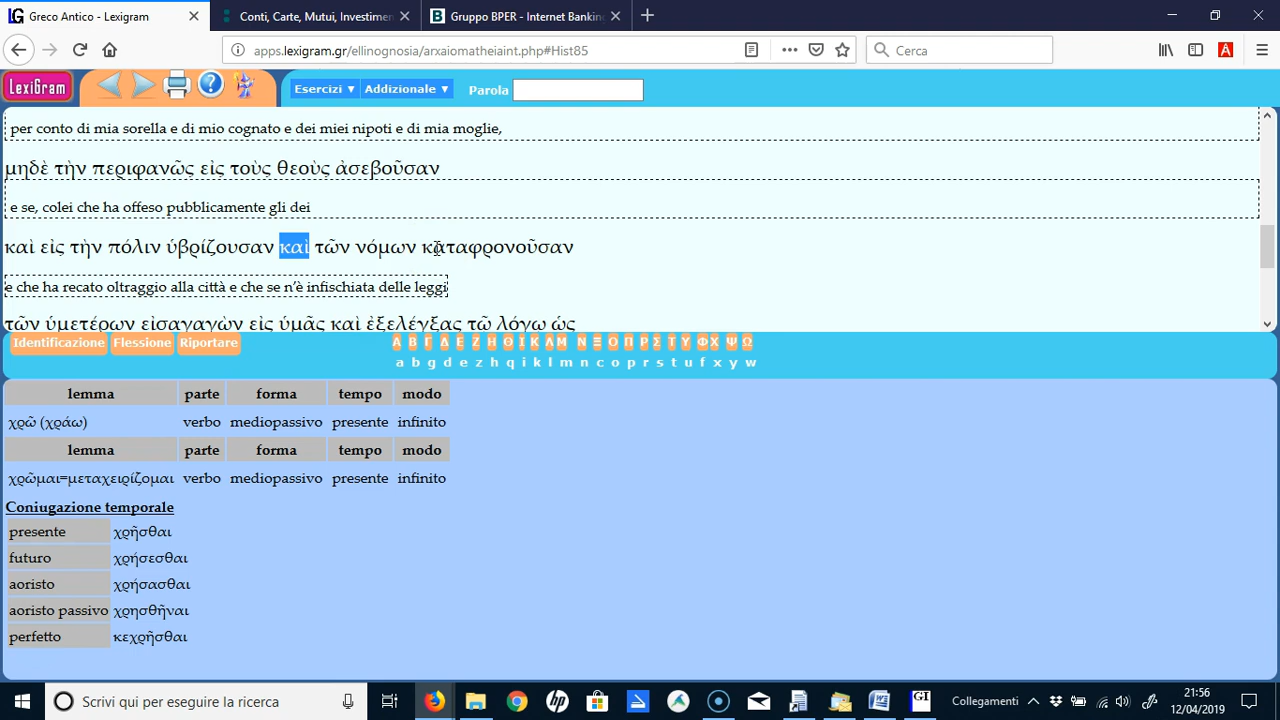 Greco Antico - Lexigram
Conti, Carte, Mutui, Investimen
Gruppo BPER - Internet Banking
apps.lexigram.gr/ellinognosia/arxaiomatheiaint.php#Hist85
Cerca
LEXIGRAM
Esercizi ▼ Addizionale ▼ Parola
per conto di mia sorella e di mio cognato e dei miei nipoti e di mia moglie,
μηδὲ τὴν περιφανῶς εἰς τοὺς θεοὺς ἀσεβοῦσαν
e se, colei che ha offeso pubblicamente gli dei
καὶ εἰς τὴν πόλιν ὑβρίζουσαν καὶ τῶν νόμων καταφρονοῦσαν
e che ha recato oltraggio alla città e che se n'è infischiata delle leggi
τῶν ὑμετέρων εἰσαγαγὼν εἰς ὑμᾶς καὶ ἐξελέγξας τῷ λόγῳ ὡς
Identificazione Flessione Riportare
Α Β Γ Δ Ε Ζ Η Θ Ι Κ Λ Μ Ν Ξ Ο Π Ρ Σ Τ Υ Φ Χ Ψ Ω
a b g d e z h q i k l m n c o p r s t u f x y w
lemma parte forma tempo modo
χρῶ (χράω) verbo mediopassivo presente infinito
lemma parte forma tempo modo
χρῶμαι=μεταχειρίζομαι verbo mediopassivo presente infinito
Coniugazione temporale
presente χρῆσθαι
futuro χρήσεσθαι
aoristo χρήσασθαι
aoristo passivo χρησθῆναι
perfetto κεχρῆσθαι
Scrivi qui per eseguire la ricerca
GI
Collegamenti
21:56
12/04/2019